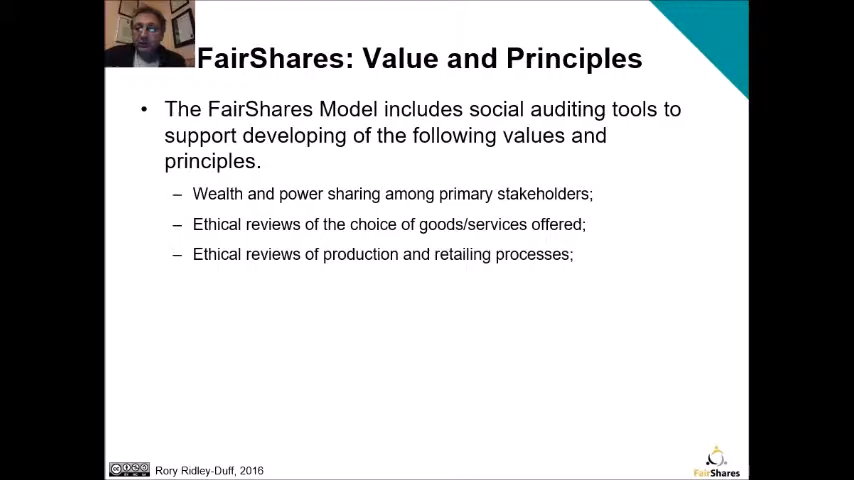 FairShares: Value and Principles
• The FairShares Model includes social auditing tools to
support developing of the following values and
principles.
– Wealth and power sharing among primary stakeholders;
– Ethical reviews of the choice of goods/services offered;
– Ethical reviews of production and retailing processes;
Rory Ridley-Duff, 2016
FairShares